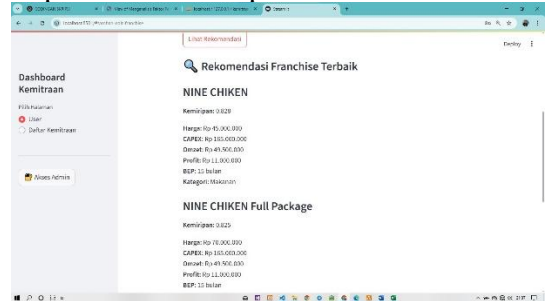 Lihat Rekomendasi
Deploy
Dashboard
Kemitraan
Pilih Halaman
User
Daftar Kemitraan
Akses Admin
Rekomendasi Franchise Terbaik
NINE CHIKEN
Kemiripan: 0.829
Harga: Rp 45.000.000
CAPEX: Rp 165.000.000
Omzet: Rp 49.500.000
Profit: Rp 11.000.000
BEP: 15 bulan
Kategori: Makanan
NINE CHIKEN Full Package
Kemiripan: 0.825
Harga: Rp 70.000.000
CAPEX: Rp 165.000.000
Omzet: Rp 49.500.000
Profit: Rp 11.000.000
BEP: 15 bulan